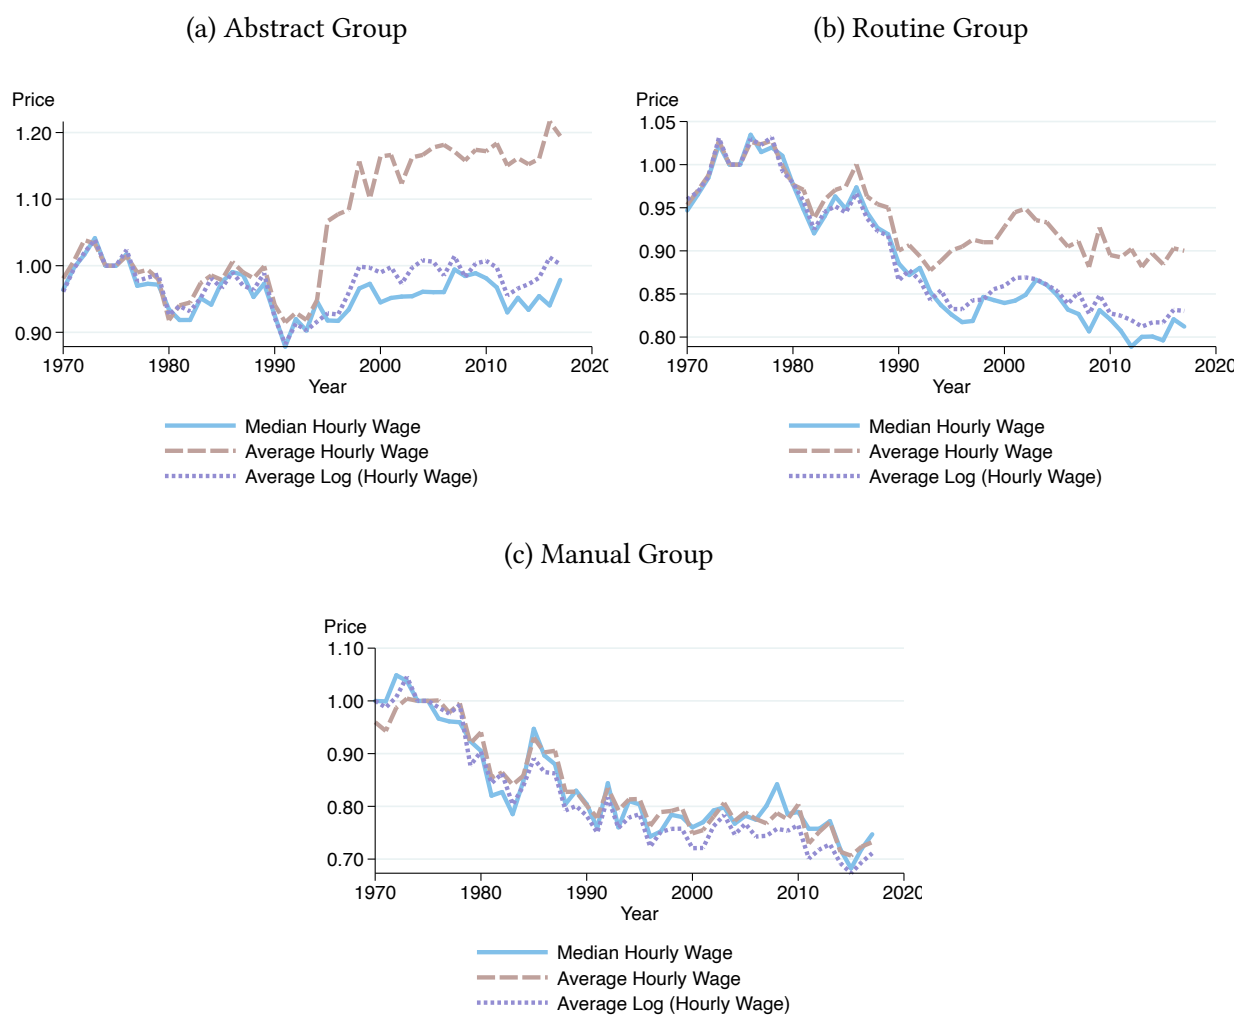 (a) Abstract Group
Price
1.20
1.10
1.00
0.90
1970 1980 1990 2000 2010 2020
Year
Median Hourly Wage
Average Hourly Wage
Average Log (Hourly Wage)
(b) Routine Group
Price
1.05
1.00
0.95
0.90
0.85
0.80
1970 1980 1990 2000 2010 2020
Year
Median Hourly Wage
Average Hourly Wage
Average Log (Hourly Wage)
(c) Manual Group
Price
1.10
1.00
0.90
0.80
0.70
1970 1980 1990 2000 2010 2020
Year
Median Hourly Wage
Average Hourly Wage
Average Log (Hourly Wage)